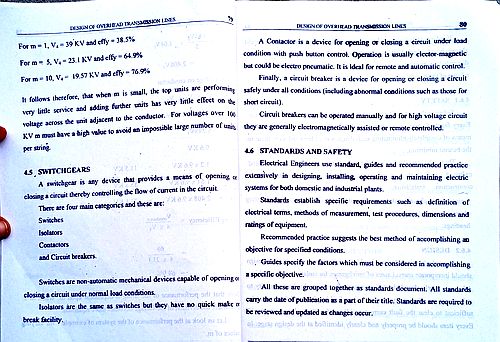 DESIGN OF OVERHEAD TRANSMISSION LINES 79
For m = 1, V₄ = 39 KV and effy = 38.5%
For m = 5, V₄ = 23.1 KV and effy = 64.9%
For m = 10, V₄ = 19.57 KV and effy = 76.9%
It follows therefore, that when m is small, the top units are performing
very little service and adding further units has very little effect on the
voltage across the unit adjacent to the conductor. For voltages over 100
KV m must have a high value to avoid an impossible large number of units
per string.
4.5 SWITCHGEARS
A switchgear is any device that provides a means of opening or
closing a circuit thereby controlling the flow of current in the circuit.
There are four main categories and these are:
Switches
Isolators
Contactors
and Circuit breakers.
Switches are non-automatic mechanical devices capable of opening or
closing a circuit under normal load conditions.
Isolators are the same as switches but they have no quick make or
break facility.
DESIGN OF OVERHEAD TRANSMISSION LINES 80
A Contactor is a device for opening or closing a circuit under load
condition with push button control. Operation is usually elector-magnetic
but could be electro pneumatic. It is ideal for remote and automatic control.
Finally, a circuit breaker is a device for opening or closing a circuit
safely under all conditions (including abnormal conditions such as those for
short circuit).
Circuit breakers can be operated manually and for high voltage circuit
they are generally electromagnetically assisted or remote controlled.
4.6 STANDARDS AND SAFETY
Electrical Engineers use standard, guides and recommended practice
extensively in designing, installing, operating and maintaining electric
systems for both domestic and industrial plants.
Standards establish specific requirements such as definition of
electrical terms, methods of measurement, test procedures, dimensions and
ratings of equipment.
Recommended practice suggests the best method of accomplishing an
objective for specified conditions.
Guides specify the factors which must be considered in accomplishing
a specific objective.
All these are grouped together as standards document. All standards
carry the date of publication as a part of their title. Standards are required to
be reviewed and updated as changes occur.